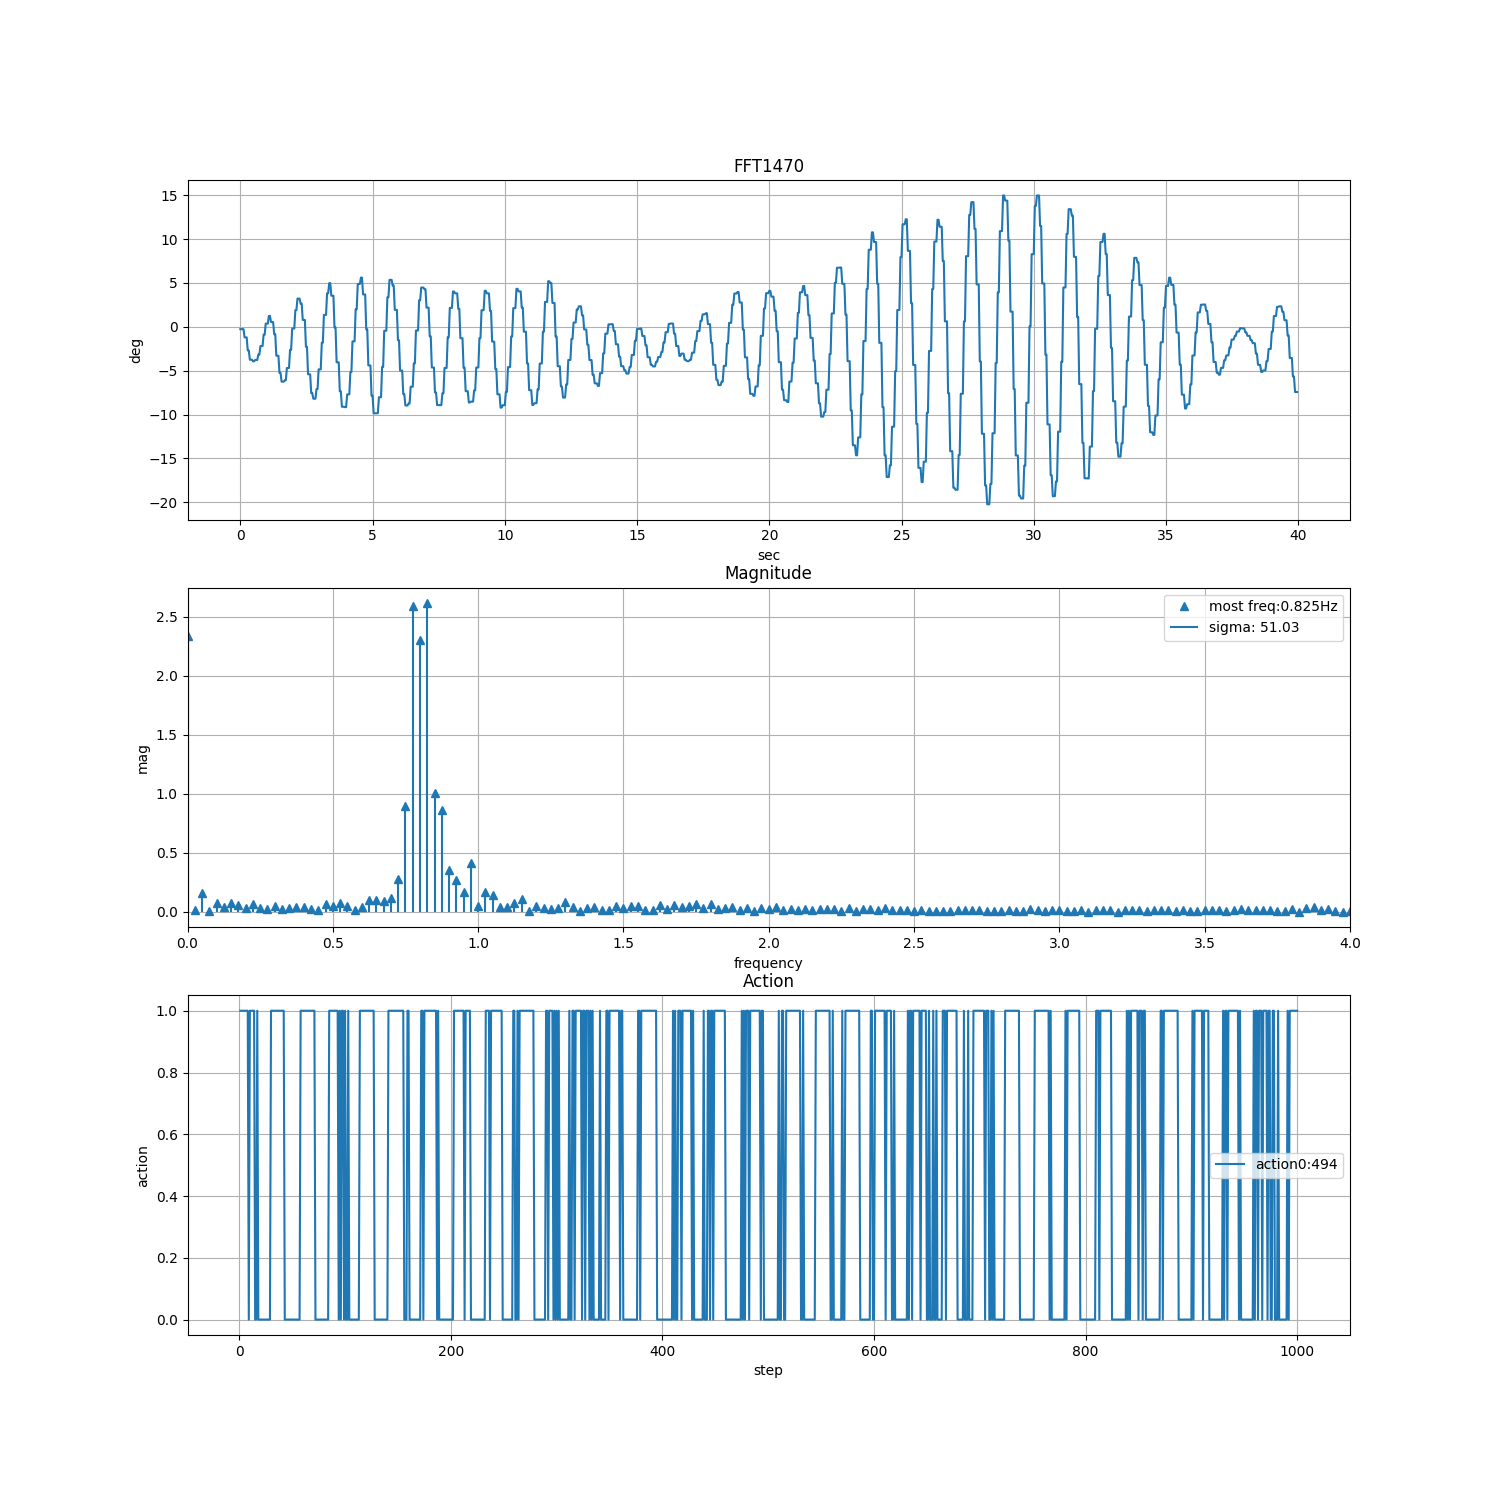 FFT1470
15
10
5
0
−5
−10
−15
−20
deg
0 5 10 15 20 25 30 35 40
sec
Magnitude
most freq:0.825Hz
sigma: 51.03
2.5
2.0
1.5
1.0
0.5
0.0
mag
0.0 0.5 1.0 1.5 2.0 2.5 3.0 3.5 4.0
frequency
Action
1.0
0.8
0.6
0.4
0.2
0.0
action
action0:494
0 200 400 600 800 1000
step